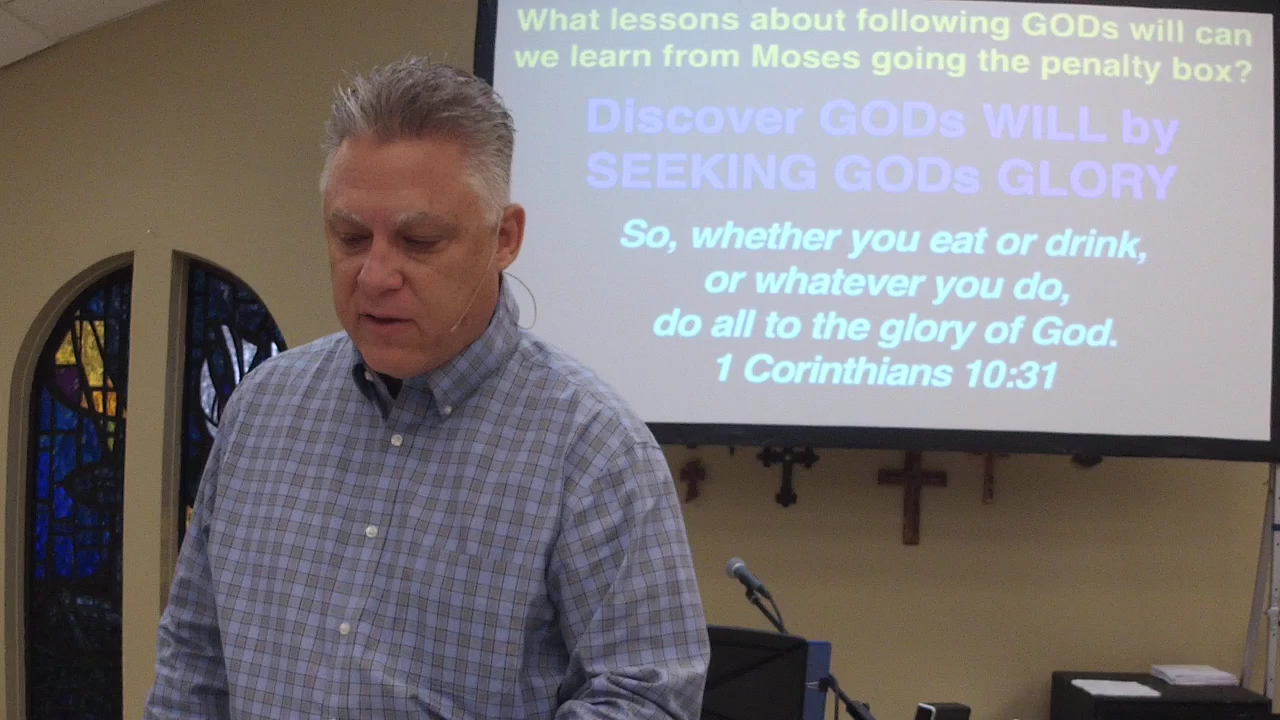 What lessons about following GODs will can
we learn from Moses going the penalty box?
Discover GODs WILL by
SEEKING GODs GLORY
So, whether you eat or drink,
or whatever you do,
do all to the glory of God.
1 Corinthians 10:31